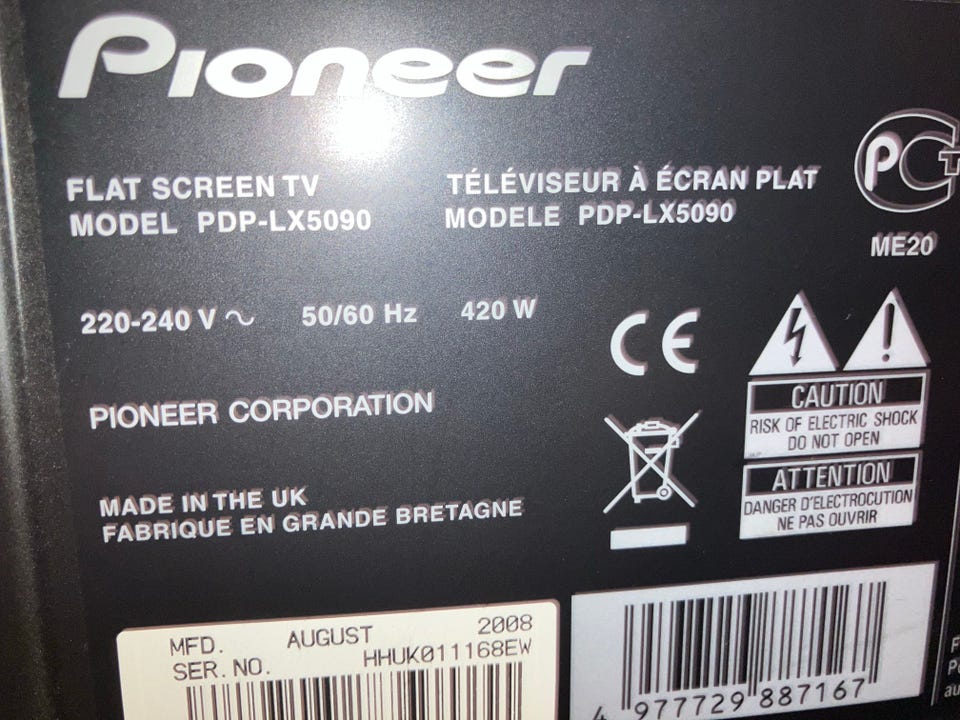 Pioneer
FLAT SCREEN TV
MODEL PDP-LX5090
TÉLÉVISEUR À ÉCRAN PLAT
MODELE PDP-LX5090
PCT
ME20
220-240 V ~ 50/60 Hz 420 W
CE
PIONEER CORPORATION
CAUTION
RISK OF ELECTRIC SHOCK
DO NOT OPEN
ATTENTION
DANGER D'ELECTROCUTION
NE PAS OUVRIR
MADE IN THE UK
FABRIQUE EN GRANDE BRETAGNE
MFD. AUGUST 2008
SER. NO. HHUK011168EW
4 977729 887167